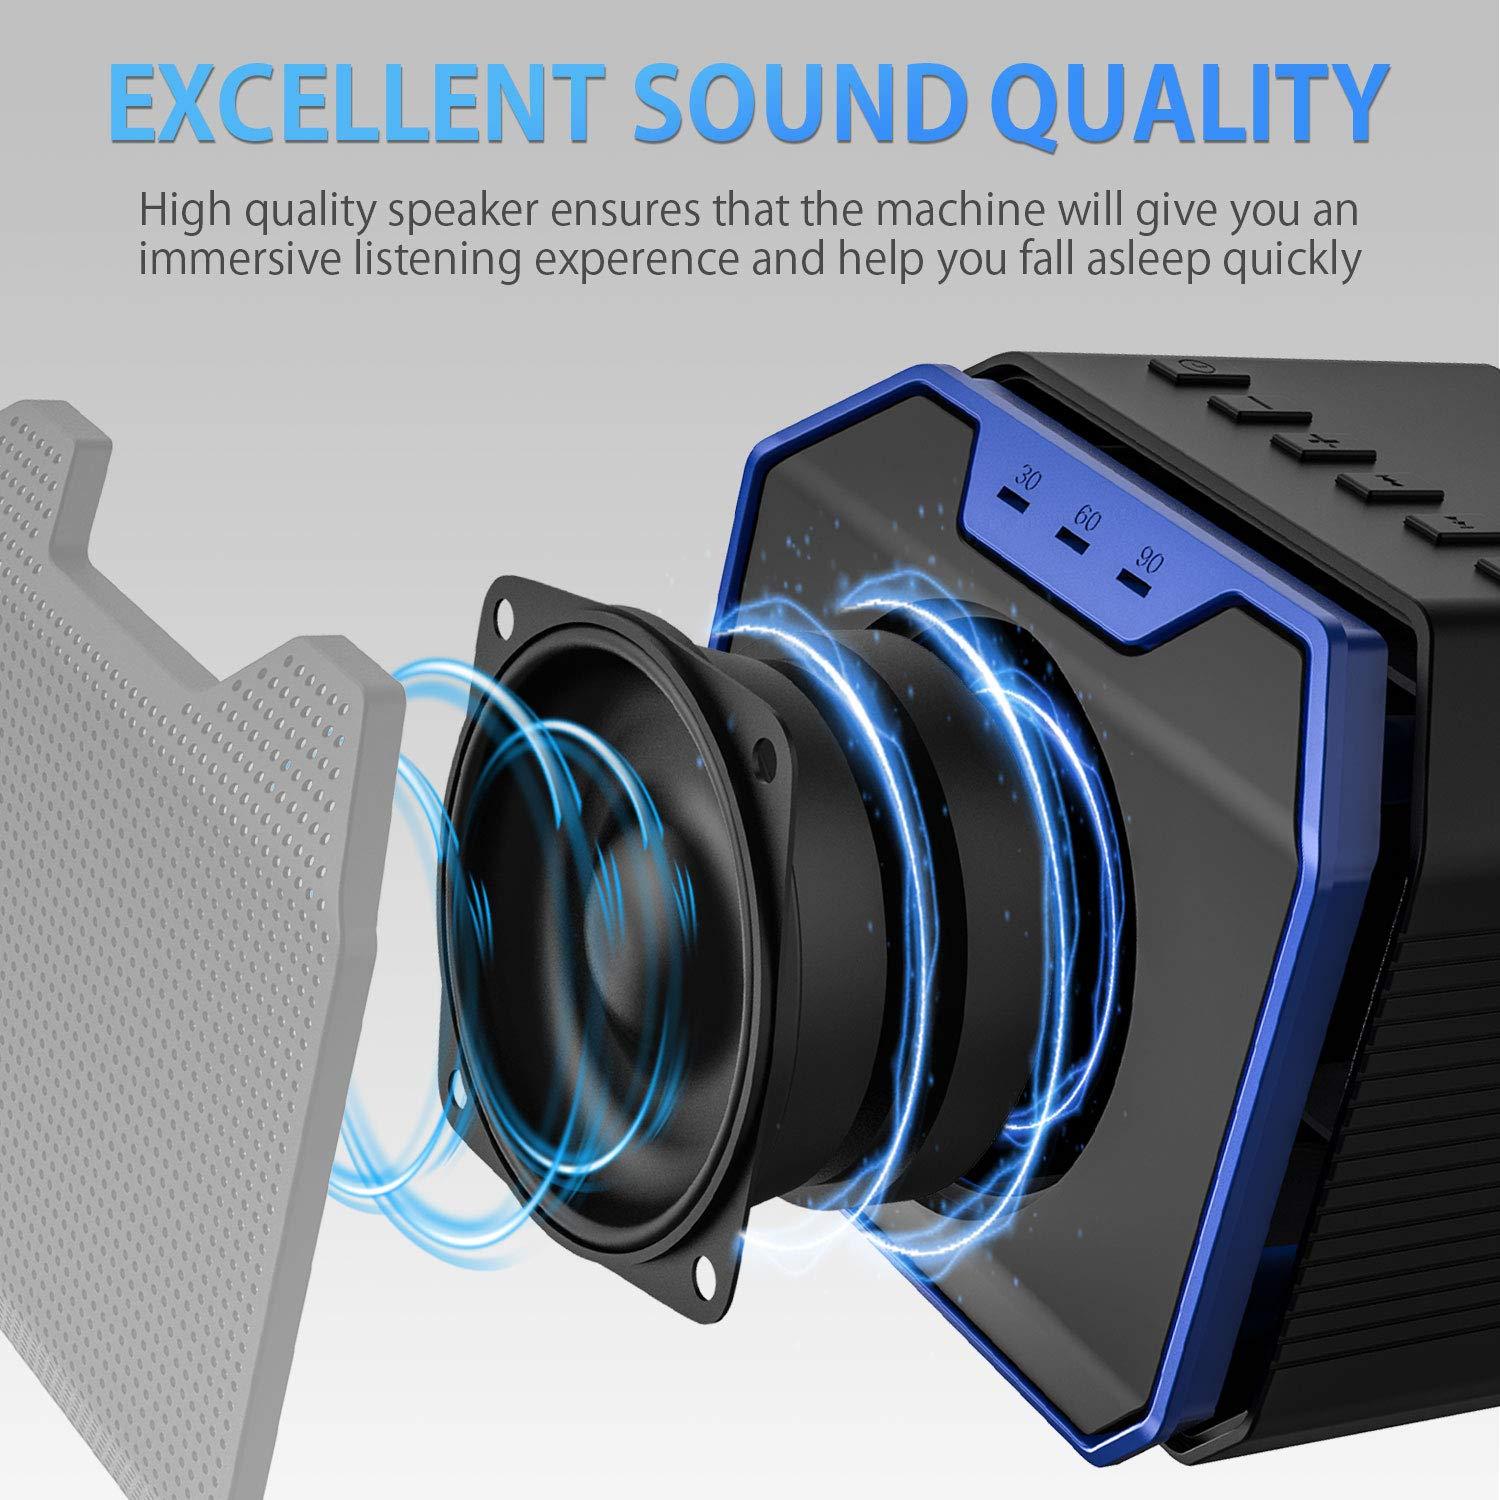 EXCELLENT SOUND QUALITY
High quality speaker ensures that the machine will give you an
immersive listening experence and help you fall asleep quickly
30
60
90